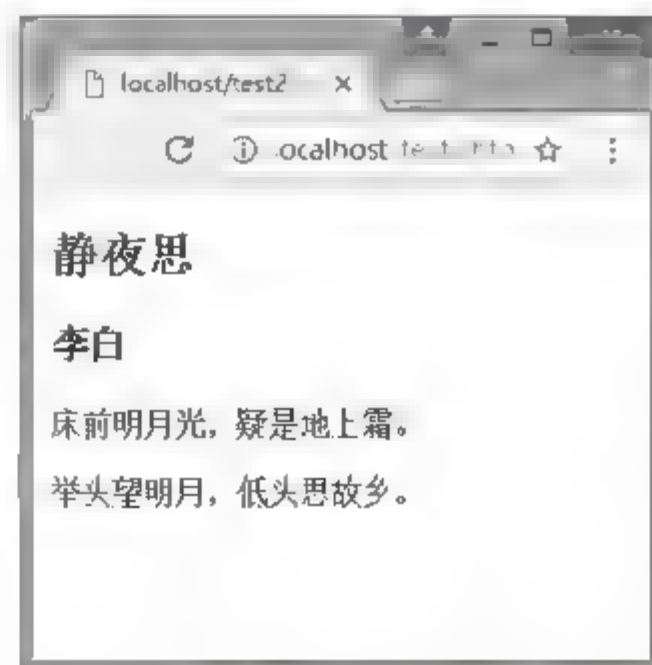 localhost/test2
localhost
静夜思
李白
床前明月光，疑是地上霜。
举头望明月，低头思故乡。